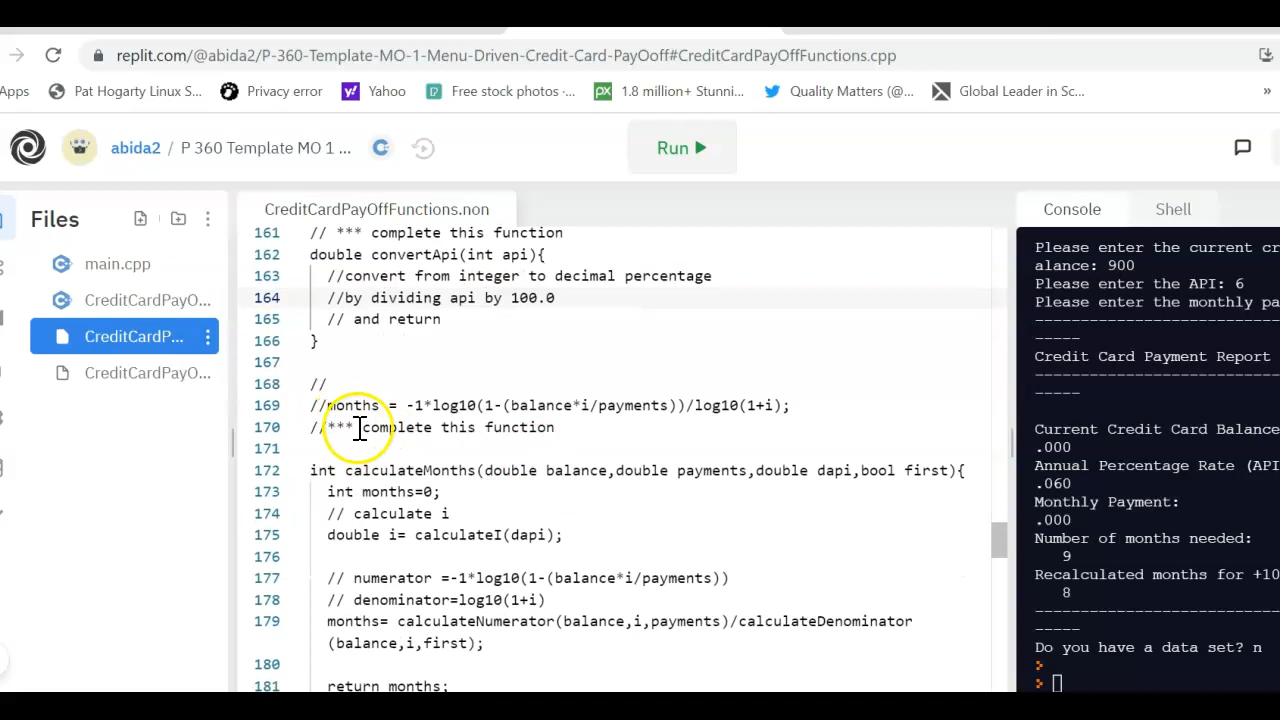 replit.com/@abida2/P-360-Template-MO-1-Menu-Driven-Credit-Card-PayOoff#CreditCardPayOffFunctions.cpp
Apps Pat Hogarty Linux S... Privacy error Yahoo Free stock photos -... 1.8 million+ Stunni... Quality Matters (@... Global Leader in Sc... »
abida2 / P 360 Template MO 1 ... Run
Files
main.cpp
CreditCardPayO...
CreditCardP...
CreditCardPayO...
CreditCardPayOffFunctions.non
161 // *** complete this function
162 double convertApi(int api){
163 //convert from integer to decimal percentage
164 //by dividing api by 100.0
165 // and return
166 }
167
168 //
169 //months = -1*log10(1-(balance*i/payments))/log10(1+i);
170 //*** complete this function
171
172 int calculateMonths(double balance,double payments,double dapi,bool first){
173 int months=0;
174 // calculate i
175 double i= calculateI(dapi);
176
177 // numerator =-1*log10(1-(balance*i/payments))
178 // denominator=log10(1+i)
179 months= calculateNumerator(balance,i,payments)/calculateDenominator
(balance,i,first);
180
181 return months;
Console Shell
Please enter the current cr
alance: 900
Please enter the API: 6
Please enter the monthly pa
---------------------------
-----
Credit Card Payment Report
---------------------------
-----
Current Credit Card Balance
.000
Annual Percentage Rate (API
.060
Monthly Payment:
.000
Number of months needed:
9
Recalculated months for +10
8
---------------------------
-----
Do you have a data set? n
>
>